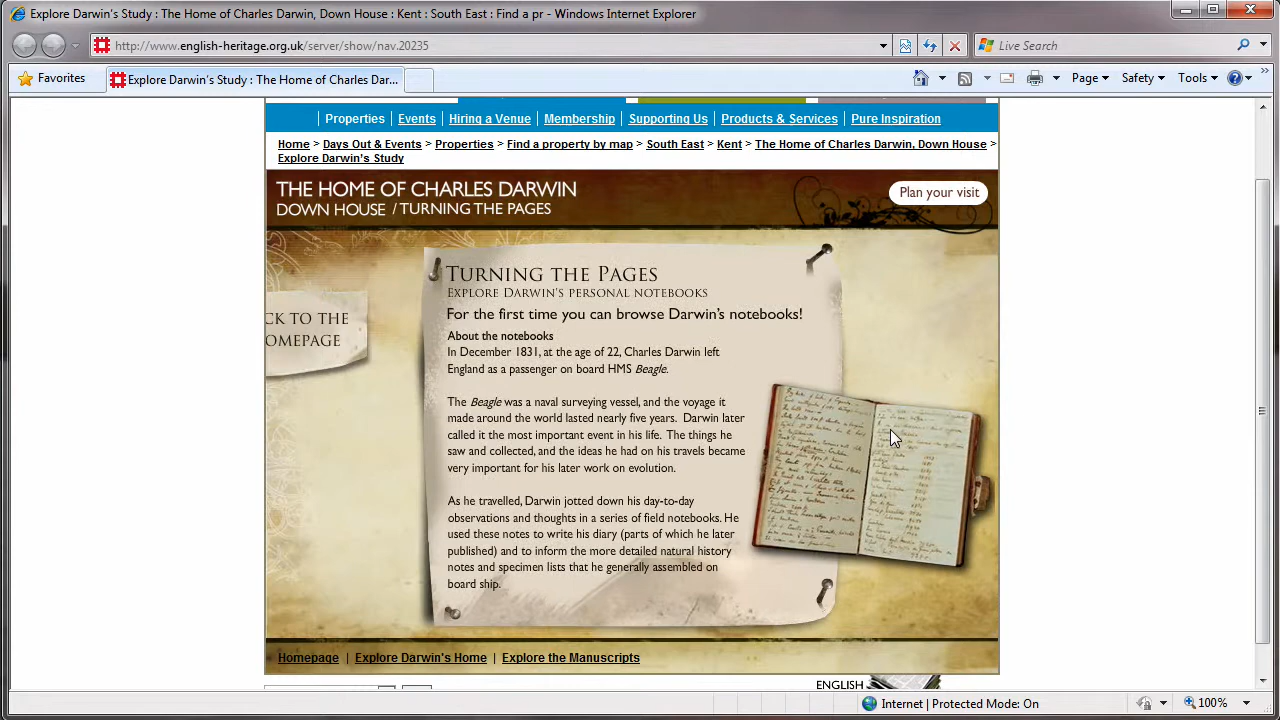 Explore Darwin's Study : The Home of Charles Darwin, Down House : Kent : South East : Find a pr - Windows Internet Explorer
http://www.english-heritage.org.uk/server/show/nav.20235
Live Search
Favorites
Explore Darwin's Study : The Home of Charles Dar...
Page
Safety
Tools
Properties
Events
Hiring a Venue
Membership
Supporting Us
Products & Services
Pure Inspiration
Home > Days Out & Events > Properties > Find a property by map > South East > Kent > The Home of Charles Darwin, Down House >
Explore Darwin's Study
THE HOME OF CHARLES DARWIN
DOWN HOUSE / TURNING THE PAGES
Plan your visit
CK TO THE
OMEPAGE
TURNING THE PAGES
EXPLORE DARWIN'S PERSONAL NOTEBOOKS
For the first time you can browse Darwin's notebooks!
About the notebooks
In December 1831, at the age of 22, Charles Darwin left
England as a passenger on board HMS Beagle.
The Beagle was a naval surveying vessel, and the voyage it
made around the world lasted nearly five years. Darwin later
called it the most important event in his life. The things he
saw and collected, and the ideas he had on his travels became
very important for his later work on evolution.
As he travelled, Darwin jotted down his day-to-day
observations and thoughts in a series of field notebooks. He
used these notes to write his diary (parts of which he later
published) and to inform the more detailed natural history
notes and specimen lists that he generally assembled on
board ship.
Homepage | Explore Darwin's Home | Explore the Manuscripts
ENGLISH
Internet | Protected Mode: On
100%